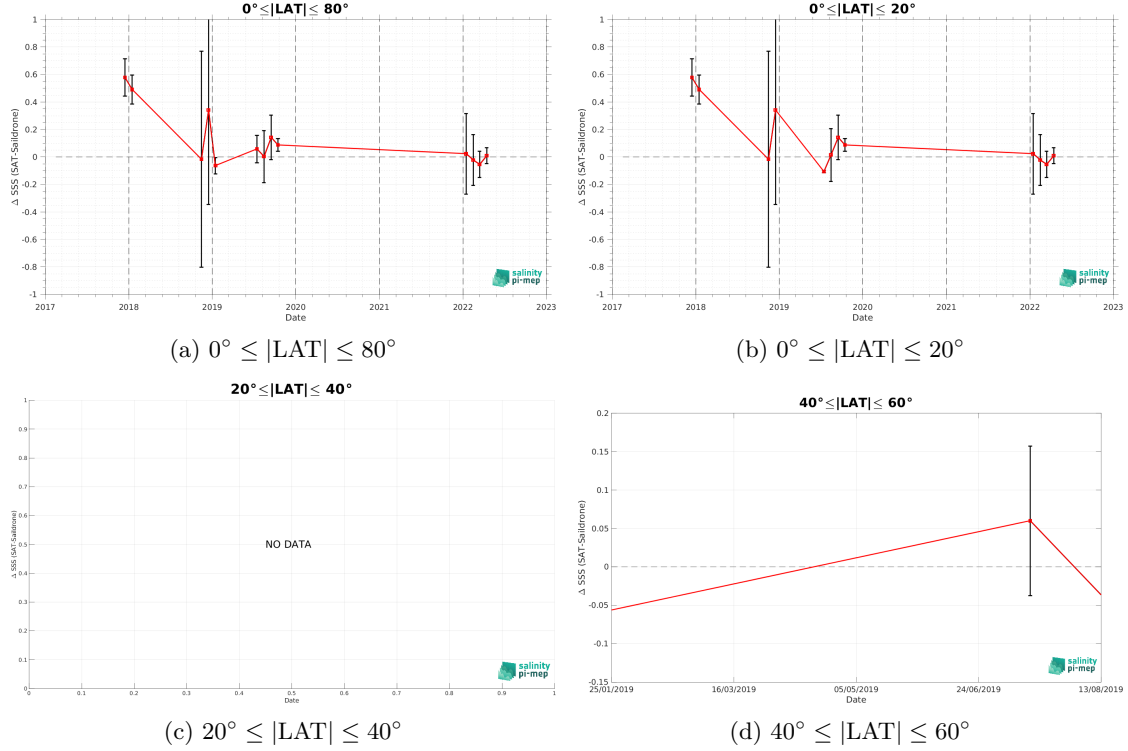 0°≤|LAT|≤ 80°
Δ SSS (SAT-Saildrone)
1
0.8
0.6
0.4
0.2
0
-0.2
-0.4
-0.6
-0.8
-1
2017 2018 2019 2020 2021 2022 2023
Date
salinity
pi-mep
(a) 0° ≤ |LAT| ≤ 80°
0°≤|LAT|≤ 20°
Δ SSS (SAT-Saildrone)
1
0.8
0.6
0.4
0.2
0
-0.2
-0.4
-0.6
-0.8
-1
2017 2018 2019 2020 2021 2022 2023
Date
salinity
pi-mep
(b) 0° ≤ |LAT| ≤ 20°
20°≤|LAT|≤ 40°
Δ SSS (SAT-Saildrone)
1
0.9
0.8
0.7
0.6
0.5
0.4
0.3
0.2
0.1
0
NO DATA
0 0.1 0.2 0.3 0.4 0.5 0.6 0.7 0.8 0.9 1
Date
salinity
pi-mep
(c) 20° ≤ |LAT| ≤ 40°
40°≤|LAT|≤ 60°
Δ SSS (SAT-Saildrone)
0.2
0.15
0.1
0.05
0
-0.05
-0.1
-0.15
25/01/2019 16/03/2019 05/05/2019 24/06/2019 13/08/2019
Date
salinity
pi-mep
(d) 40° ≤ |LAT| ≤ 60°